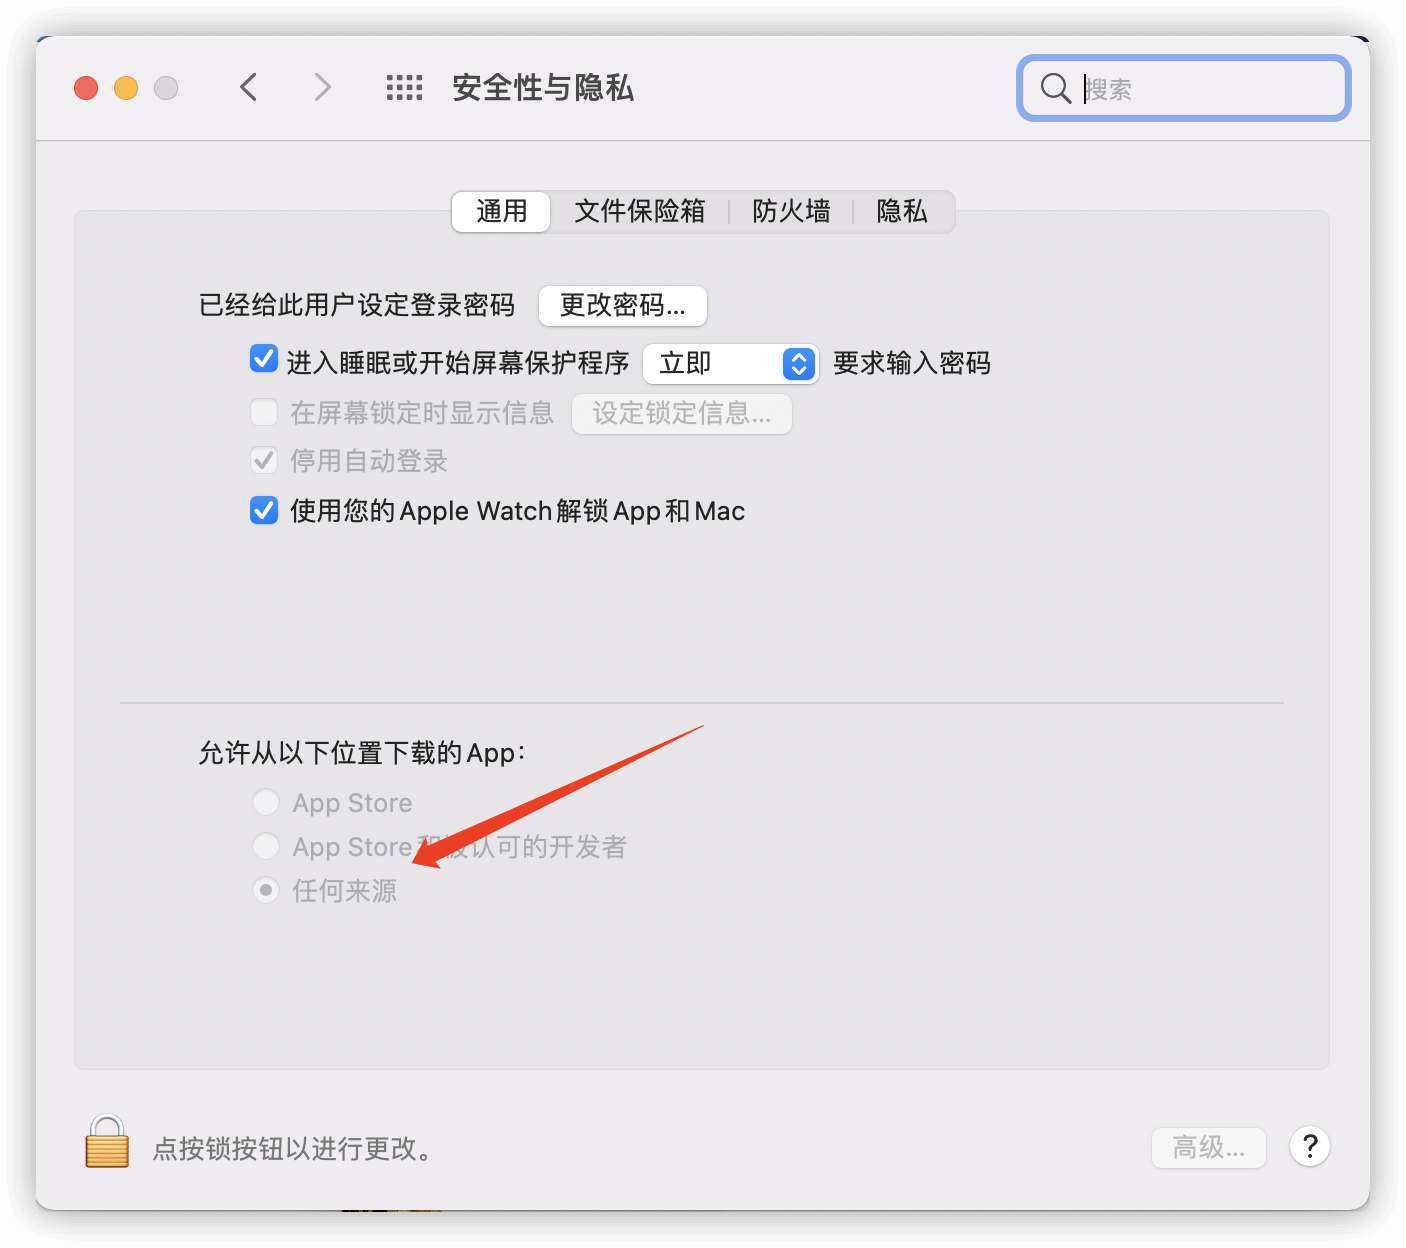 安全性与隐私
搜索
通用 文件保险箱 防火墙 隐私
已经给此用户设定登录密码 更改密码...
进入睡眠或开始屏幕保护程序 立即 要求输入密码
在屏幕锁定时显示信息 设定锁定信息...
停用自动登录
使用您的Apple Watch解锁App和Mac
允许从以下位置下载的App：
App Store
App Store和被认可的开发者
任何来源
点按锁按钮以进行更改。
高级... ?